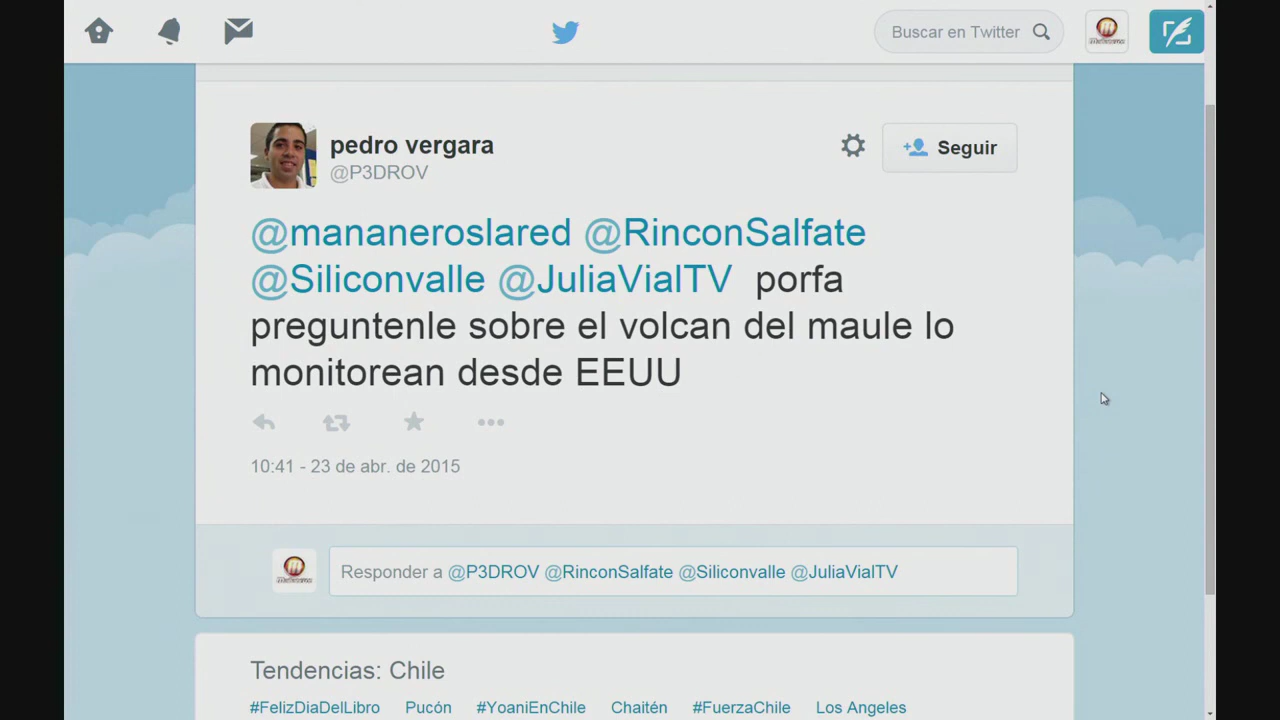 Buscar en Twitter
pedro vergara
@P3DROV
Seguir
@mananeroslared @RinconSalfate
@Siliconvalle @JuliaVialTV porfa
preguntenle sobre el volcan del maule lo
monitorean desde EEUU
10:41 - 23 de abr. de 2015
Responder a @P3DROV @RinconSalfate @Siliconvalle @JuliaVialTV
Tendencias: Chile
#FelizDiaDelLibro Pucón #YoaniEnChile Chaitén #FuerzaChile Los Angeles